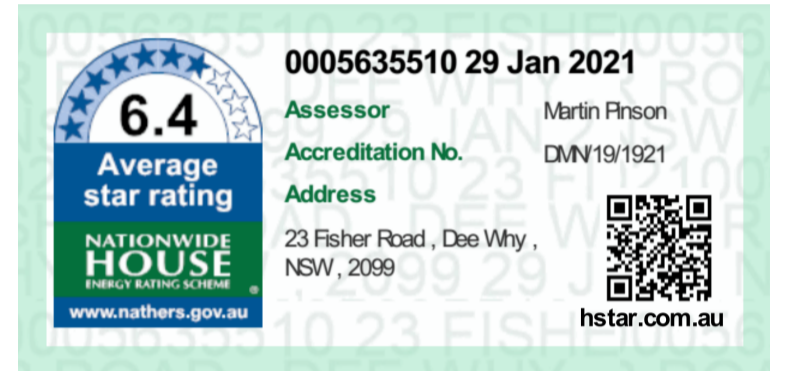 0005635510 29 Jan 2021
6.4
Average
star rating
NATIONWIDE
HOUSE
ENERGY RATING SCHEME
®
www.nathers.gov.au
Assessor Martin Pinson
Accreditation No. DMN/19/1921
Address
23 Fisher Road , Dee Why ,
NSW , 2099
hstar.com.au